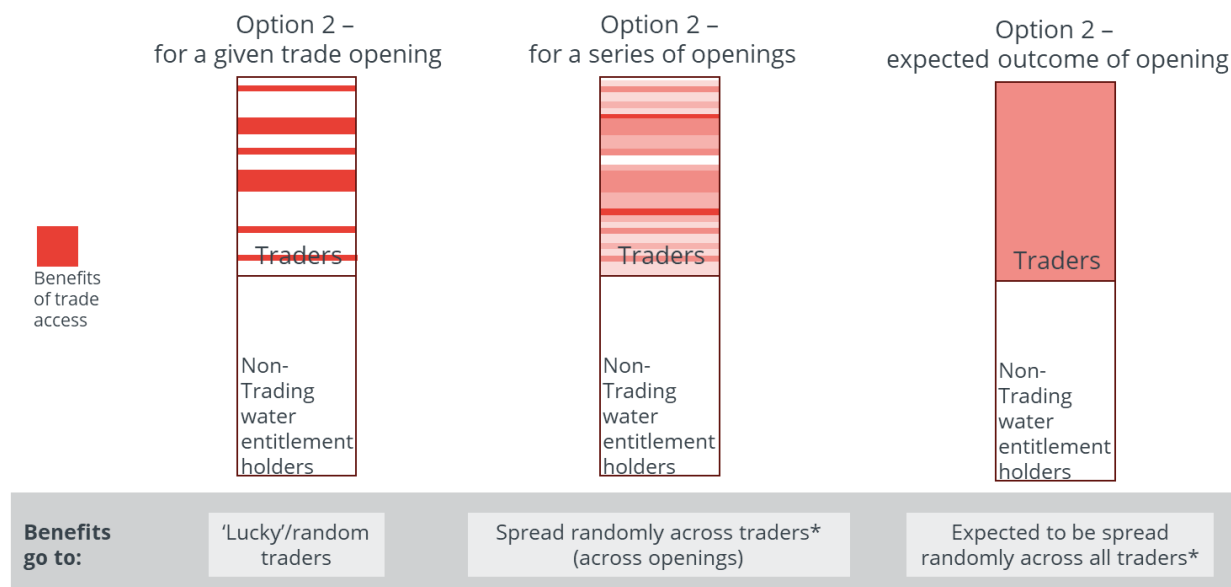 Option 2 –
for a given trade opening
Option 2 –
for a series of openings
Option 2 –
expected outcome of opening
Benefits
of trade
access
Traders
Non-
Trading
water
entitlement
holders
Traders
Non-
Trading
water
entitlement
holders
Traders
Non-
Trading
water
entitlement
holders
Benefits
go to:
‘Lucky’/random
traders
Spread randomly across traders*
(across openings)
Expected to be spread
randomly across all traders*